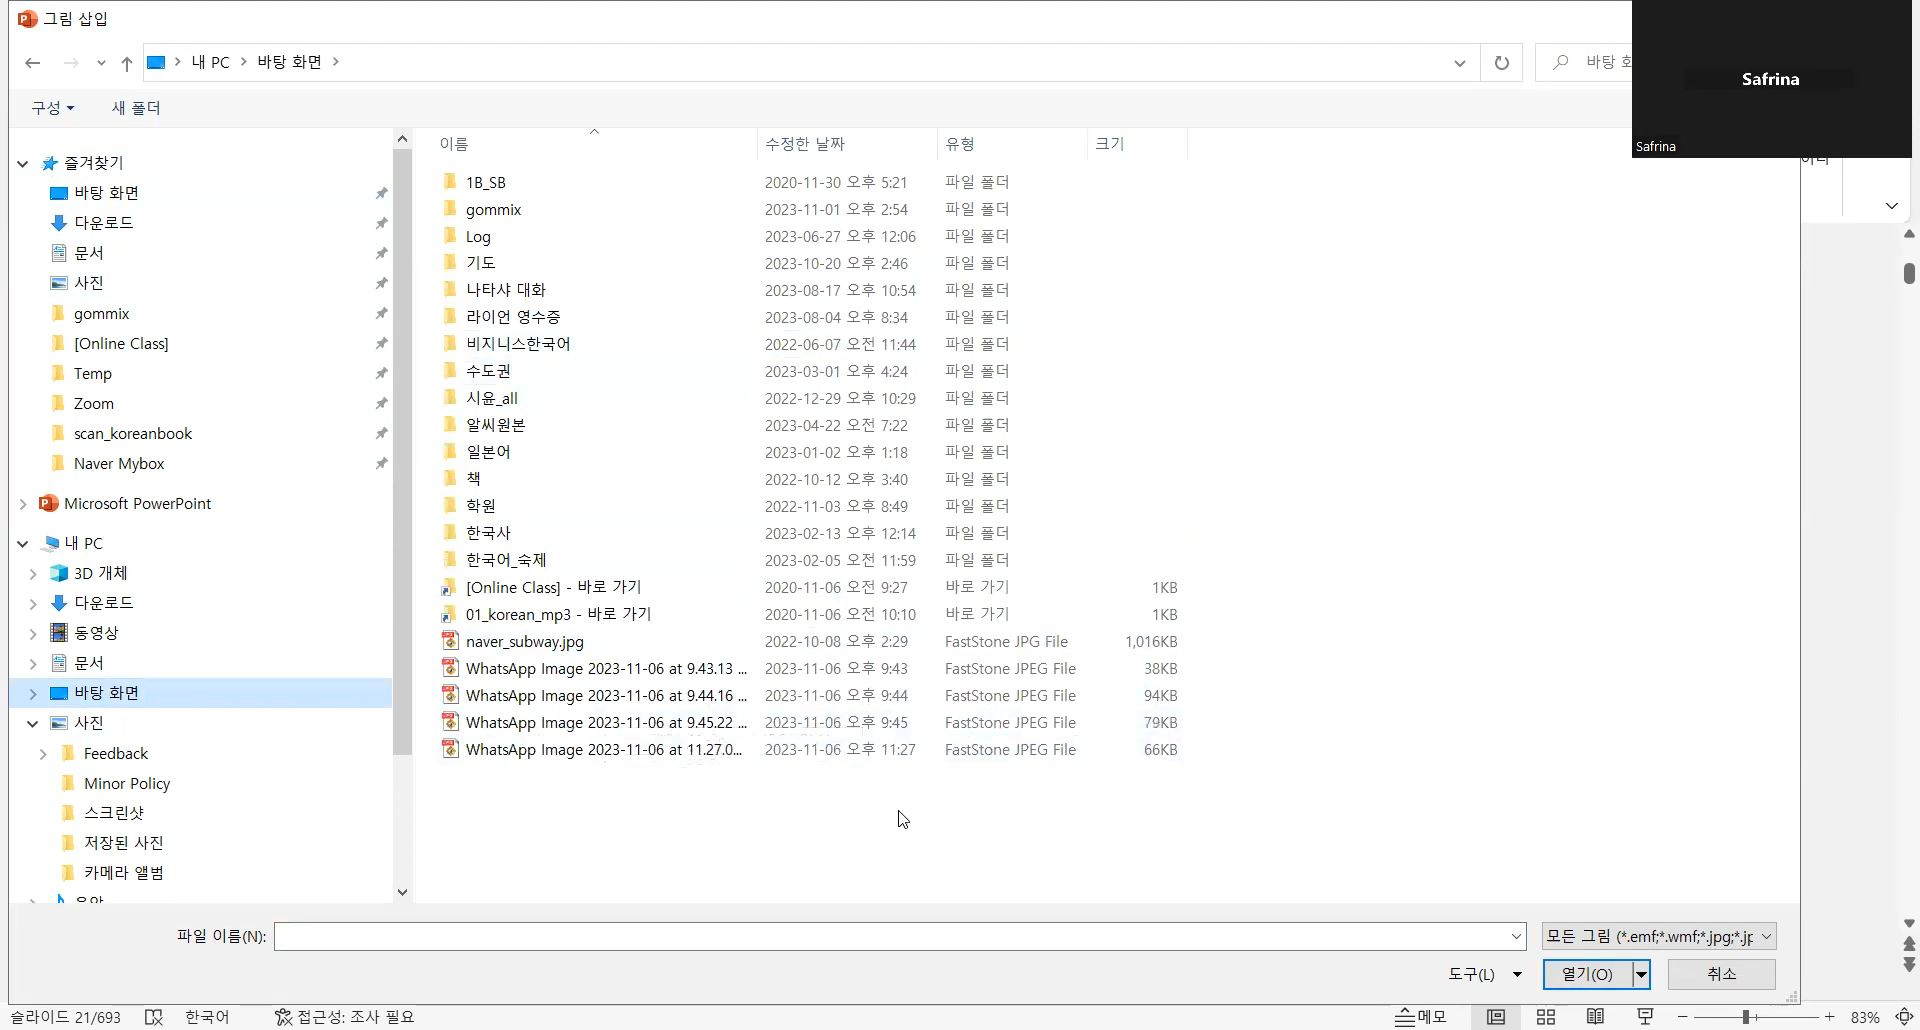 그림 삽입
내 PC > 바탕 화면 >
바탕 화
Safrina
Safrina
구성
새 폴더
이름 수정한 날짜 유형 크기
즐겨찾기
바탕 화면
다운로드
문서
사진
gommix
[Online Class]
Temp
Zoom
scan_koreanbook
Naver Mybox
Microsoft PowerPoint
내 PC
3D 개체
다운로드
동영상
문서
바탕 화면
사진
Feedback
Minor Policy
스크린샷
저장된 사진
카메라 앨범
1B_SB 2020-11-30 오후 5:21 파일 폴더
gommix 2023-11-01 오후 2:54 파일 폴더
Log 2023-06-27 오후 12:06 파일 폴더
기도 2023-10-20 오후 2:46 파일 폴더
나타샤 대화 2023-08-17 오후 10:54 파일 폴더
라이언 영수증 2023-08-04 오후 8:34 파일 폴더
비지니스한국어 2022-06-07 오전 11:44 파일 폴더
수도권 2023-03-01 오후 4:24 파일 폴더
시윤_all 2022-12-29 오후 10:29 파일 폴더
알씨원본 2023-04-22 오전 7:22 파일 폴더
일본어 2023-01-02 오후 1:18 파일 폴더
책 2022-10-12 오후 3:40 파일 폴더
학원 2022-11-03 오후 8:49 파일 폴더
한국사 2023-02-13 오후 12:14 파일 폴더
한국어_숙제 2023-02-05 오전 11:59 파일 폴더
[Online Class] - 바로 가기 2020-11-06 오전 9:27 바로 가기 1KB
01_korean_mp3 - 바로 가기 2020-11-06 오전 10:10 바로 가기 1KB
naver_subway.jpg 2022-10-08 오후 2:29 FastStone JPG File 1,016KB
WhatsApp Image 2023-11-06 at 9.43.13 ... 2023-11-06 오후 9:43 FastStone JPEG File 38KB
WhatsApp Image 2023-11-06 at 9.44.16 ... 2023-11-06 오후 9:44 FastStone JPEG File 94KB
WhatsApp Image 2023-11-06 at 9.45.22 ... 2023-11-06 오후 9:45 FastStone JPEG File 79KB
WhatsApp Image 2023-11-06 at 11.27.0... 2023-11-06 오후 11:27 FastStone JPEG File 66KB
파일 이름(N):
모든 그림 (*.emf;*.wmf;*.jpg;*.jp
도구(L) 열기(O) 취소
슬라이드 21/693 한국어 접근성: 조사 필요 메모 83%